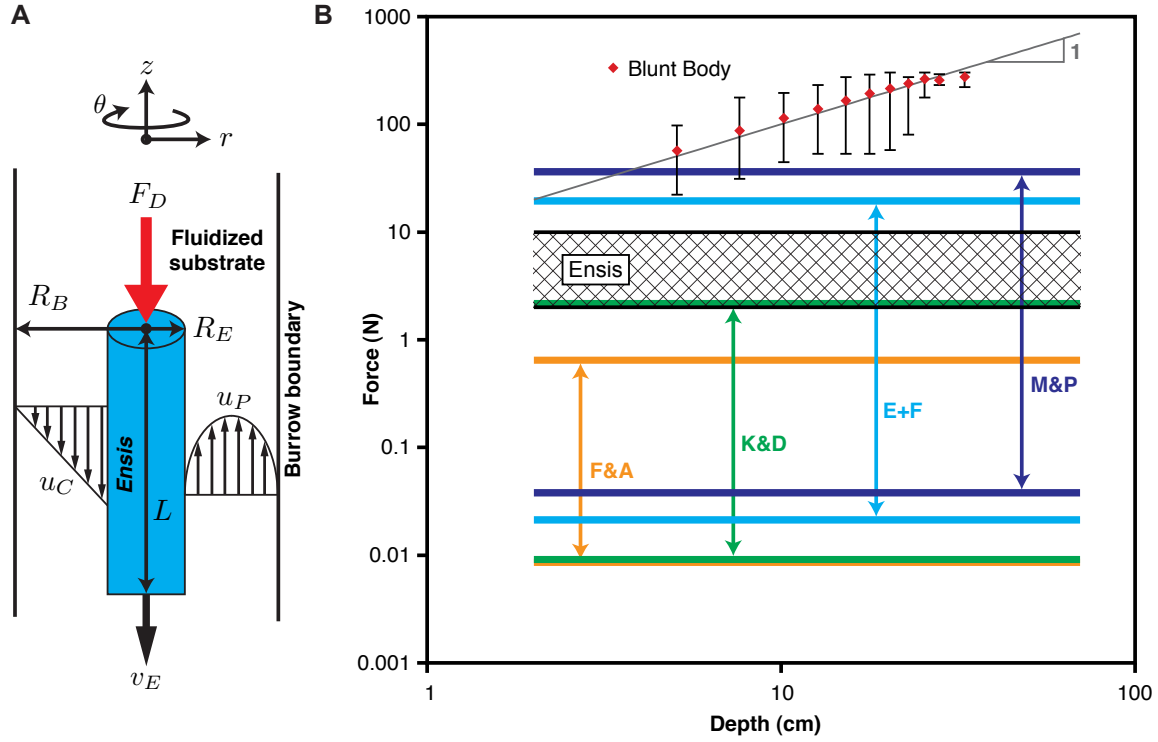 A
z
θ
r
F_D
Fluidized
substrate
R_B
R_E
Ensis
u_P
u_C
L
Burrow boundary
v_E
B
1000
100
10
1
0.1
0.01
0.001
Force (N)
Blunt Body
1
Ensis
F&A
K&D
E+F
M&P
1
10
100
Depth (cm)